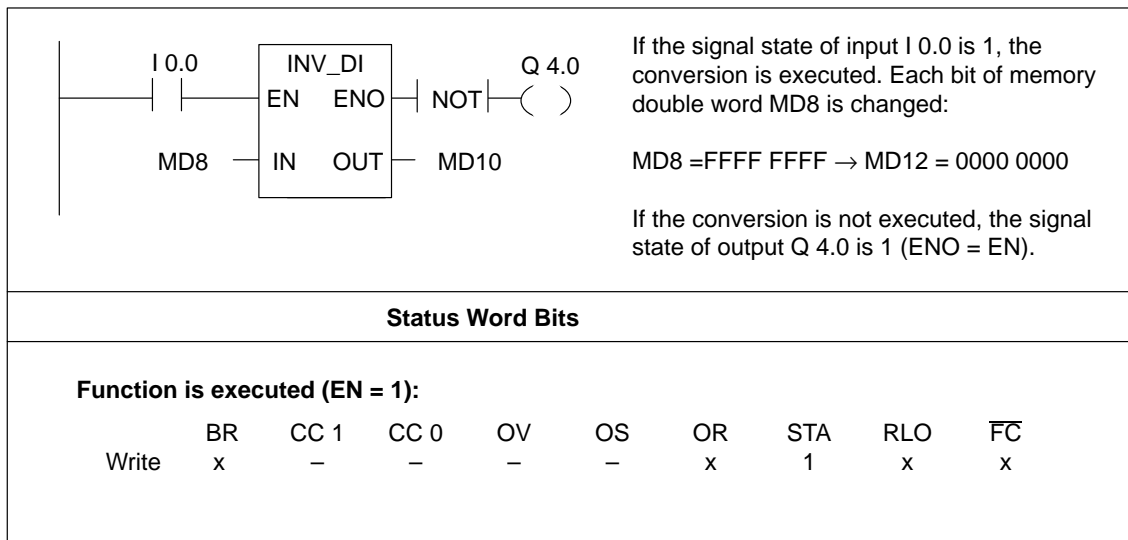 I 0.0
INV_DI
Q 4.0
EN ENO
NOT
MD8
IN OUT
MD10
If the signal state of input I 0.0 is 1, the
conversion is executed. Each bit of memory
double word MD8 is changed:
MD8 =FFFF FFFF → MD12 = 0000 0000
If the conversion is not executed, the signal
state of output Q 4.0 is 1 (ENO = EN).
Status Word Bits
Function is executed (EN = 1):
BR CC 1 CC 0 OV OS OR STA RLO F̅C̅
Write x – – – – x 1 x x